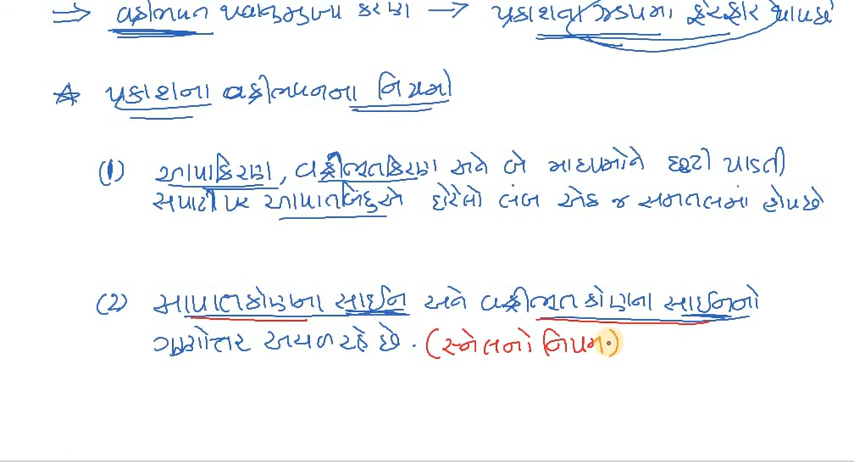 ⇒ વક્રીભવન થવાનું મુખ્ય કારણ → પ્રકાશના ઝડપમાં ફેરફાર થાય છે
☆ પ્રકાશના વક્રીભવનના નિયમો
(1) આપાતકિરણ, વક્રીભૂતકિરણ અને બે માધ્યમોને છૂટી પાડતી
સપાટી પર આપાતબિંદુએ દોરેલો લંબ એક જ સમતલમાં હોય છે
(2) આપાતકોણના સાઈન અને વક્રીભૂતકોણના સાઈનનો
ગુણોત્તર અચળ રહે છે. (સ્નેલનો નિયમ.)